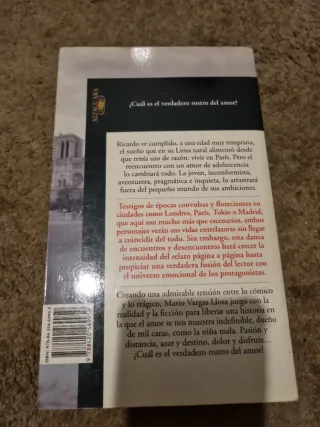 ALFAGUARA
¿Cuál es el verdadero rostro del amor?
Ricardo ve cumplido, a una edad muy temprana,
el sueño que en su Lima natal alimentó desde
que tenía uso de razón: vivir en París. Pero el
reencuentro con un amor de adolescencia
lo cambiará todo. La joven, inconformista,
aventurera, pragmática e inquieta, lo arrastrará
fuera del pequeño mundo de sus ambiciones.
Testigos de épocas convulsas y florecientes en
ciudades como Londres, París, Tokio o Madrid,
que aquí son mucho más que escenarios, ambos
personajes verán sus vidas entrelazarse sin llegar
a coincidir del todo. Sin embargo, esta danza
de encuentros y desencuentros hará crecer la
intensidad del relato página a página hasta
propiciar una verdadera fusión del lector con
el universo emocional de los protagonistas.
Creando una admirable tensión entre lo cómico
y lo trágico, Mario Vargas Llosa juega con la
realidad y la ficción para liberar una historia en
la que el amor se nos muestra indefinible, dueño
de mil caras, como la niña mala. Pasión y
distancia, azar y destino, dolor y disfrute...
¿Cuál es el verdadero rostro del amor?